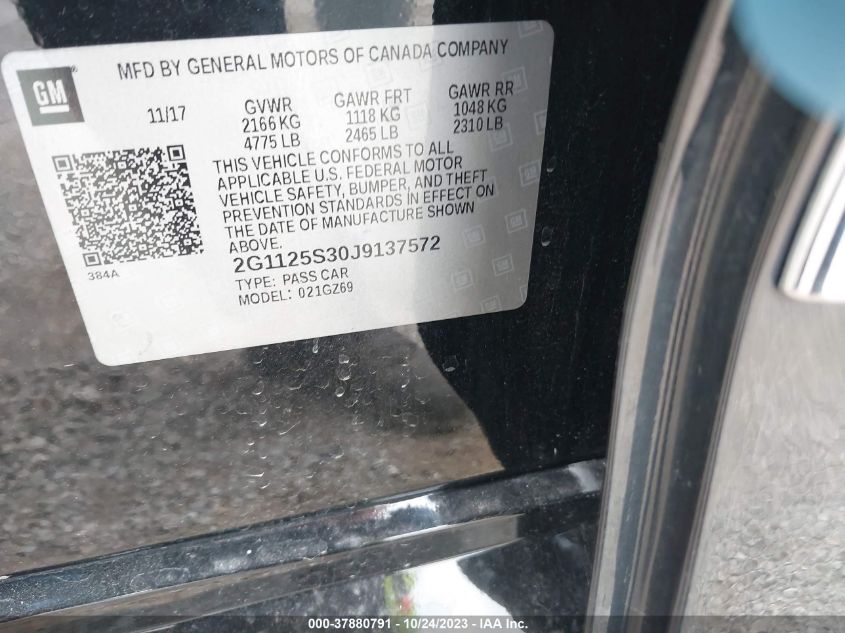 MFD BY GENERAL MOTORS OF CANADA COMPANY
GM
11/17
GVWR
2166 KG
4775 LB
GAWR FRT
1118 KG
2465 LB
GAWR RR
1048 KG
2310 LB
THIS VEHICLE CONFORMS TO ALL
APPLICABLE U.S. FEDERAL MOTOR
VEHICLE SAFETY, BUMPER, AND THEFT
PREVENTION STANDARDS IN EFFECT ON
THE DATE OF MANUFACTURE SHOWN
ABOVE.
384A
2G1125S30J9137572
TYPE: PASS CAR
MODEL: 021GZ69
000-37880791 - 10/24/2023 - IAA Inc.